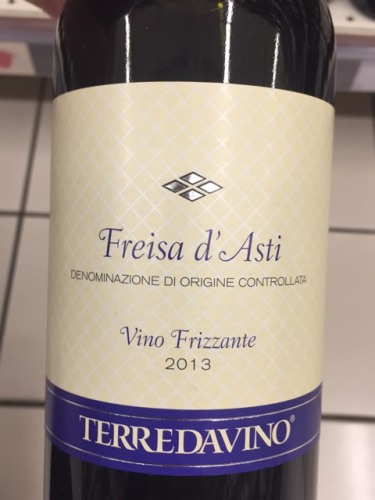 Freisa d'Asti
DENOMINAZIONE DI ORIGINE CONTROLLATA
Vino Frizzante
2013
TERREDAVINO®